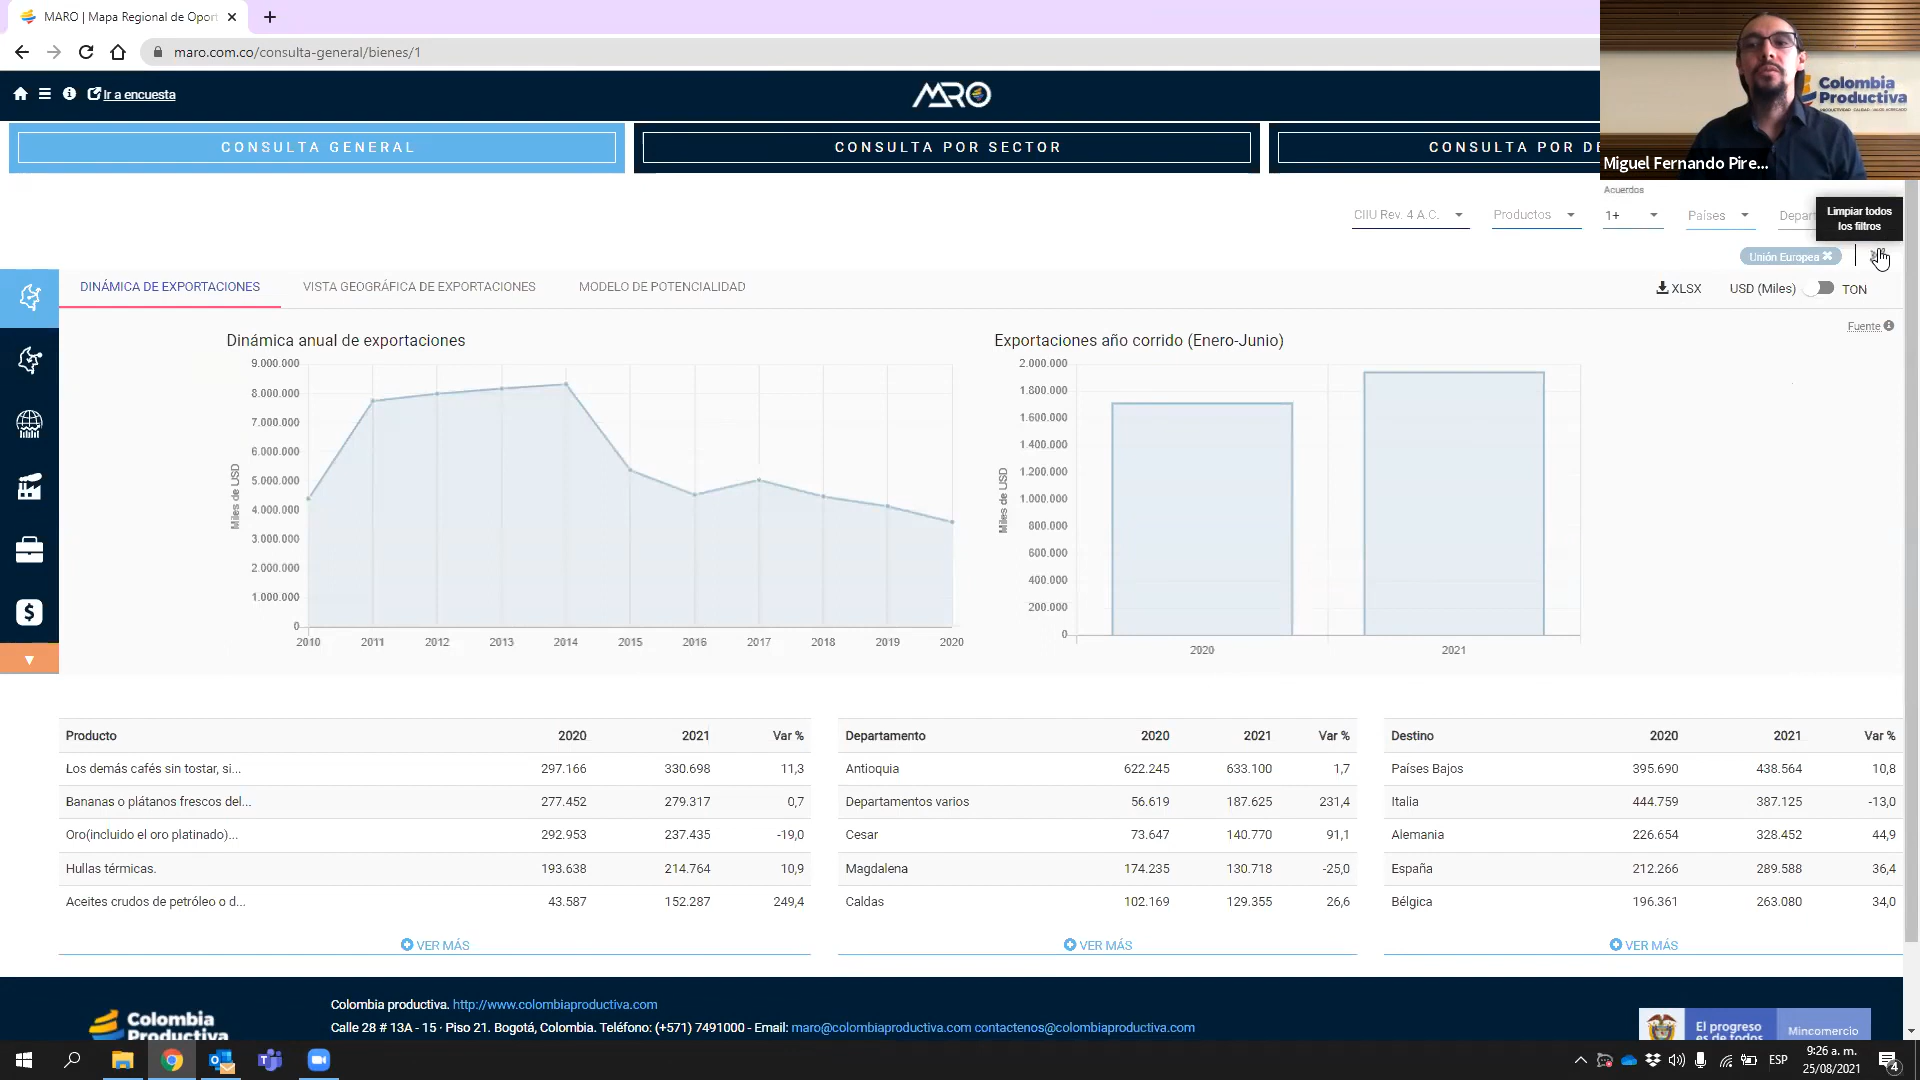 MARO | Mapa Regional de Oport
maro.com.co/consulta-general/bienes/1
Ir a encuesta
MRO
CONSULTA GENERAL
CONSULTA POR SECTOR
CONSULTA POR DE
Colombia
Productiva
PRODUCTIVIDAD · CALIDAD · VALOR AGREGADO
Miguel Fernando Pire...
Acuerdos
CIIU Rev. 4 A.C.
Productos
1+
Países
Depart
Limpiar todos
los filtros
Unión Europea
DINÁMICA DE EXPORTACIONES
VISTA GEOGRÁFICA DE EXPORTACIONES
MODELO DE POTENCIALIDAD
XLSX
USD (Miles)
TON
Fuente
Dinámica anual de exportaciones
Miles de USD
9.000.000
8.000.000
7.000.000
6.000.000
5.000.000
4.000.000
3.000.000
2.000.000
1.000.000
0
2010 2011 2012 2013 2014 2015 2016 2017 2018 2019 2020
Exportaciones año corrido (Enero-Junio)
Miles de USD
2.000.000
1.800.000
1.600.000
1.400.000
1.200.000
1.000.000
800.000
600.000
400.000
200.000
0
2020 2021
Producto 2020 2021 Var %
Los demás cafés sin tostar, si... 297.166 330.698 11,3
Bananas o plátanos frescos del... 277.452 279.317 0,7
Oro(incluido el oro platinado)... 292.953 237.435 -19,0
Hullas térmicas. 193.638 214.764 10,9
Aceites crudos de petróleo o d... 43.587 152.287 249,4
VER MÁS
Departamento 2020 2021 Var %
Antioquia 622.245 633.100 1,7
Departamentos varios 56.619 187.625 231,4
Cesar 73.647 140.770 91,1
Magdalena 174.235 130.718 -25,0
Caldas 102.169 129.355 26,6
VER MÁS
Destino 2020 2021 Var %
Países Bajos 395.690 438.564 10,8
Italia 444.759 387.125 -13,0
Alemania 226.654 328.452 44,9
España 212.266 289.588 36,4
Bélgica 196.361 263.080 34,0
VER MÁS
Colombia
Productiva
Colombia productiva. http://www.colombiaproductiva.com
Calle 28 # 13A - 15 · Piso 21. Bogotá, Colombia. Teléfono: (+571) 7491000 - Email: maro@colombiaproductiva.com contactenos@colombiaproductiva.com
El progreso
es de todos
Mincomercio
ESP
9:26 a. m.
25/08/2021
4